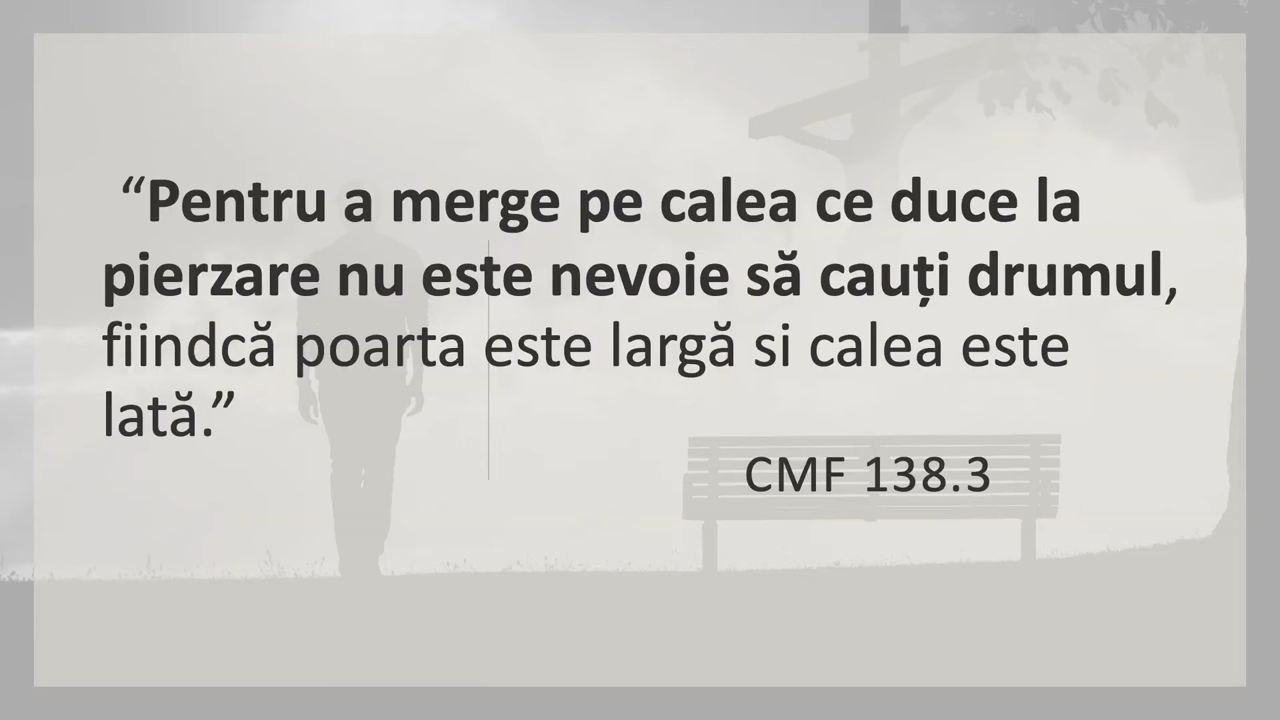 “Pentru a merge pe calea ce duce la
pierzare nu este nevoie să cauți drumul,
fiindcă poarta este largă si calea este
lată.”
CMF 138.3